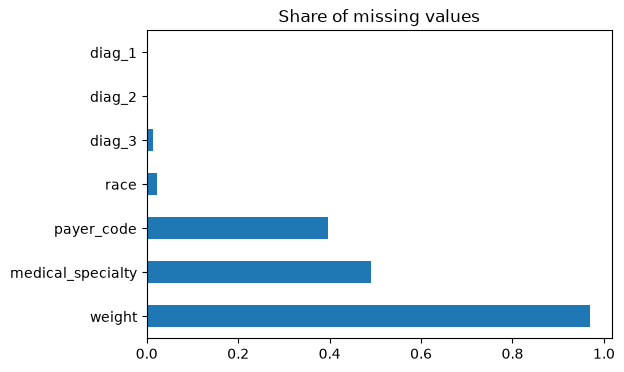 Share of missing values
diag_1
diag_2
diag_3
race
payer_code
medical_specialty
weight
0.0 0.2 0.4 0.6 0.8 1.0